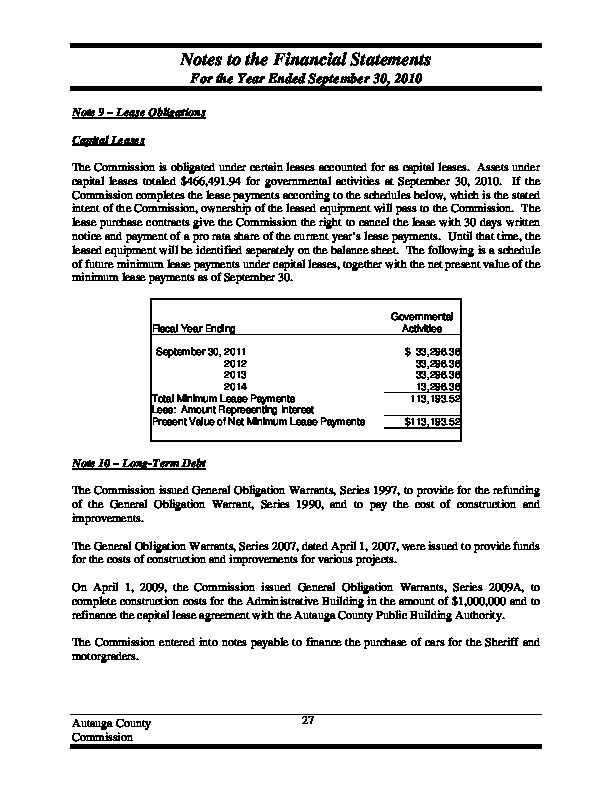 Notes to the Financial Statements
For the Year Ended September 30, 2010
Note 9 – Lease Obligations
Capital Leases
The Commission is obligated under certain leases accounted for as capital leases. Assets under
capital leases totaled $466,491.94 for governmental activities at September 30, 2010. If the
Commission completes the lease payments according to the schedules below, which is the stated
intent of the Commission, ownership of the leased equipment will pass to the Commission. The
lease purchase contracts give the Commission the right to cancel the lease with 30 days written
notice and payment of a pro rata share of the current year's lease payments. Until that time, the
leased equipment will be identified separately on the balance sheet. The following is a schedule
of future minimum lease payments under capital leases, together with the net present value of the
minimum lease payments as of September 30.
Governmental
Fiscal Year Ending Activities
September 30, 2011 $ 33,298.38
2012 33,298.38
2013 33,298.38
2014 13,298.38
Total Minimum Lease Payments 113,193.52
Less: Amount Representing Interest
Present Value of Net Minimum Lease Payments $113,193.52
Note 10 – Long-Term Debt
The Commission issued General Obligation Warrants, Series 1997, to provide for the refunding
of the General Obligation Warrant, Series 1990, and to pay the cost of construction and
improvements.
The General Obligation Warrants, Series 2007, dated April 1, 2007, were issued to provide funds
for the costs of construction and improvements for various projects.
On April 1, 2009, the Commission issued General Obligation Warrants, Series 2009A, to
complete construction costs for the Administrative Building in the amount of $1,000,000 and to
refinance the capital lease agreement with the Autauga County Public Building Authority.
The Commission entered into notes payable to finance the purchase of cars for the Sheriff and
motorgraders.
Autauga County 27
Commission